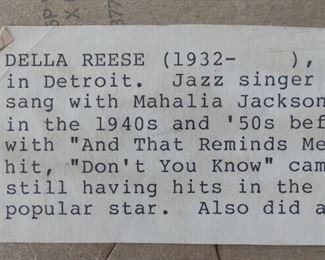 DELLA REESE (1932-    ),
in Detroit.  Jazz singer
sang with Mahalia Jackson
in the 1940s and '50s bef
with "And That Reminds Me
hit, "Don't You Know" cam
still having hits in the
popular star.  Also did a